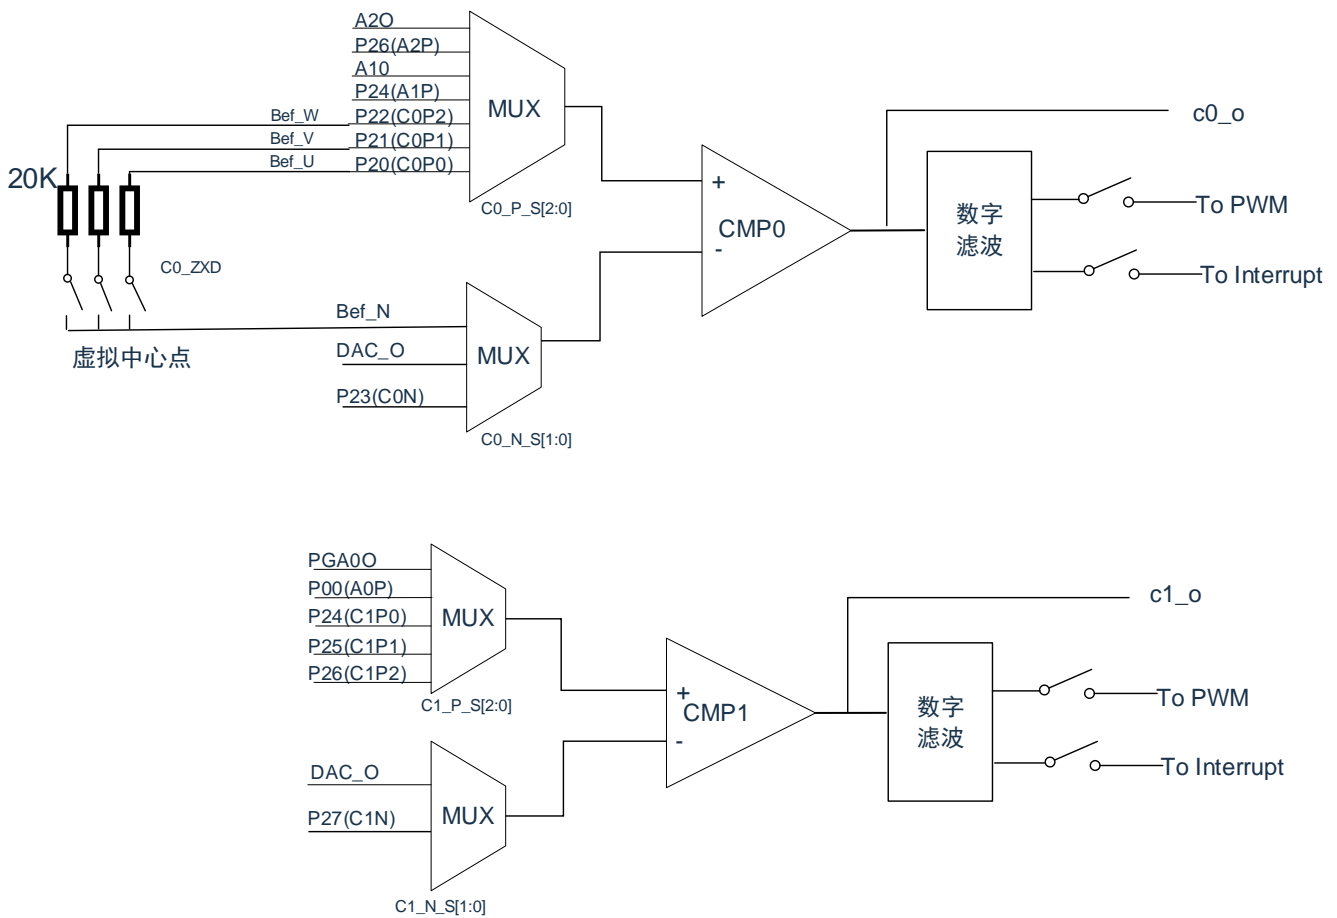 A2O
P26(A2P)
A1O
P24(A1P)
Bef_W
P22(C0P2)
Bef_V
P21(C0P1)
Bef_U
P20(C0P0)
MUX
C0_P_S[2:0]
20K
C0_ZXD
虚拟中心点
Bef_N
DAC_O
P23(C0N)
MUX
C0_N_S[1:0]
+
CMP0
-
c0_o
数字
滤波
To PWM
To Interrupt
PGA0O
P00(A0P)
P24(C1P0)
P25(C1P1)
P26(C1P2)
MUX
C1_P_S[2:0]
DAC_O
P27(C1N)
MUX
C1_N_S[1:0]
+
CMP1
-
c1_o
数字
滤波
To PWM
To Interrupt